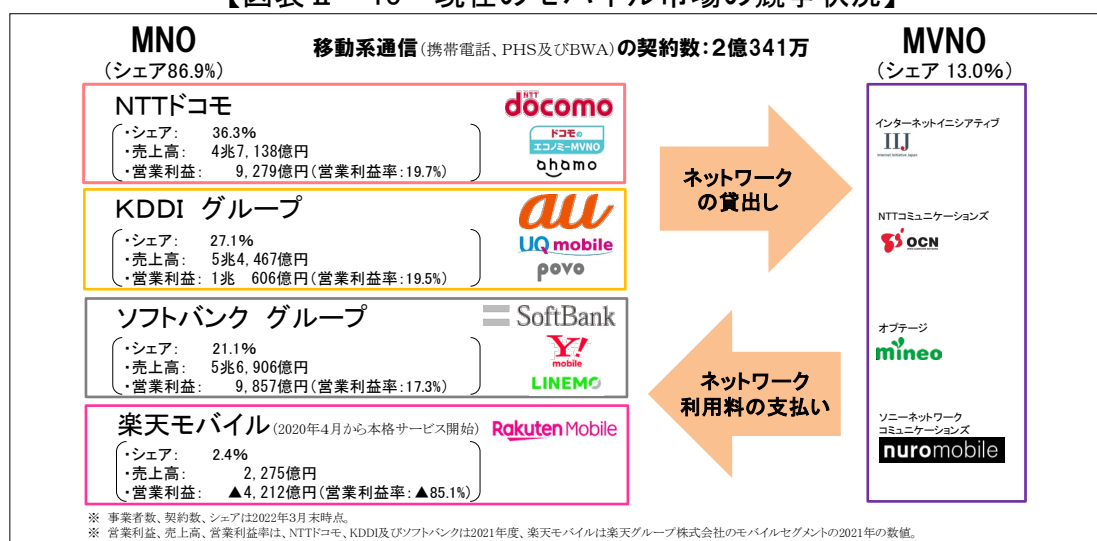 MNO
(シェア86.9%)
移動系通信(携帯電話、PHS及びBWA)の契約数:2億341万
MVNO
(シェア 13.0%)
NTTドコモ
・シェア: 36.3%
・売上高: 4兆7,138億円
・営業利益: 9,279億円(営業利益率:19.7%)
NTT
docomo
ドコモの
エコノミーMVNO
ahamo
KDDI グループ
・シェア: 27.1%
・売上高: 5兆4,467億円
・営業利益: 1兆 606億円(営業利益率:19.5%)
au
UQ mobile
povo
ソフトバンク グループ
・シェア: 21.1%
・売上高: 5兆6,906億円
・営業利益: 9,857億円(営業利益率:17.3%)
SoftBank
Y!
mobile
LINEMO
楽天モバイル(2020年4月から本格サービス開始)
・シェア: 2.4%
・売上高: 2,275億円
・営業利益: ▲4,212億円(営業利益率:▲85.1%)
Rakuten Mobile
ネットワーク
の貸出し
ネットワーク
利用料の支払い
インターネットイニシアティブ
IIJ
Internet Initiative Japan
NTTコミュニケーションズ
OCN
オプテージ
mineo
ソニーネットワーク
コミュニケーションズ
nuromobile
※ 事業者数、契約数、シェアは2022年3月末時点。
※ 営業利益、売上高、営業利益率は、NTTドコモ、KDDI及びソフトバンクは2021年度、楽天モバイルは楽天グループ株式会社のモバイルセグメントの2021年の数値。